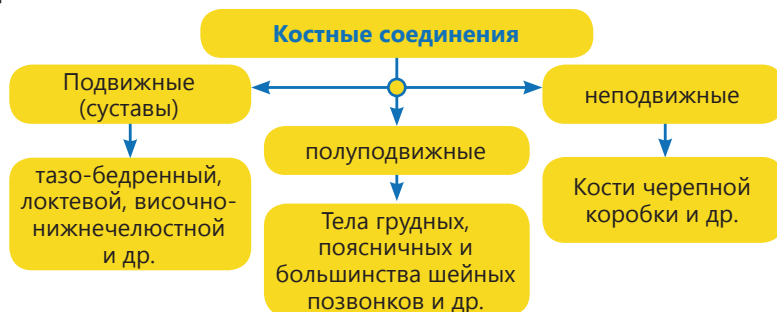 Костные соединения
Подвижные
(суставы)
неподвижные
полуподвижные
тазо-бедренный,
локтевой, височно-
нижнечелюстной
и др.
Кости черепной
коробки и др.
Тела грудных,
поясничных и
большинства шейных
позвонков и др.